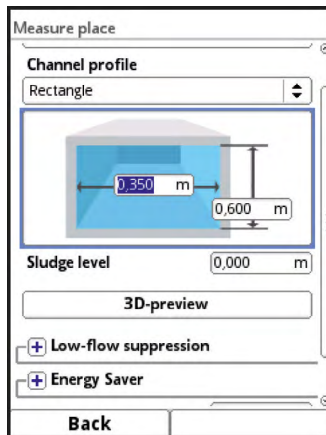 Measure place
Channel profile
Rectangle
0,350 m
0,600 m
Sludge level 0,000 m
3D-preview
+ Low-flow suppression
+ Energy Saver
Back